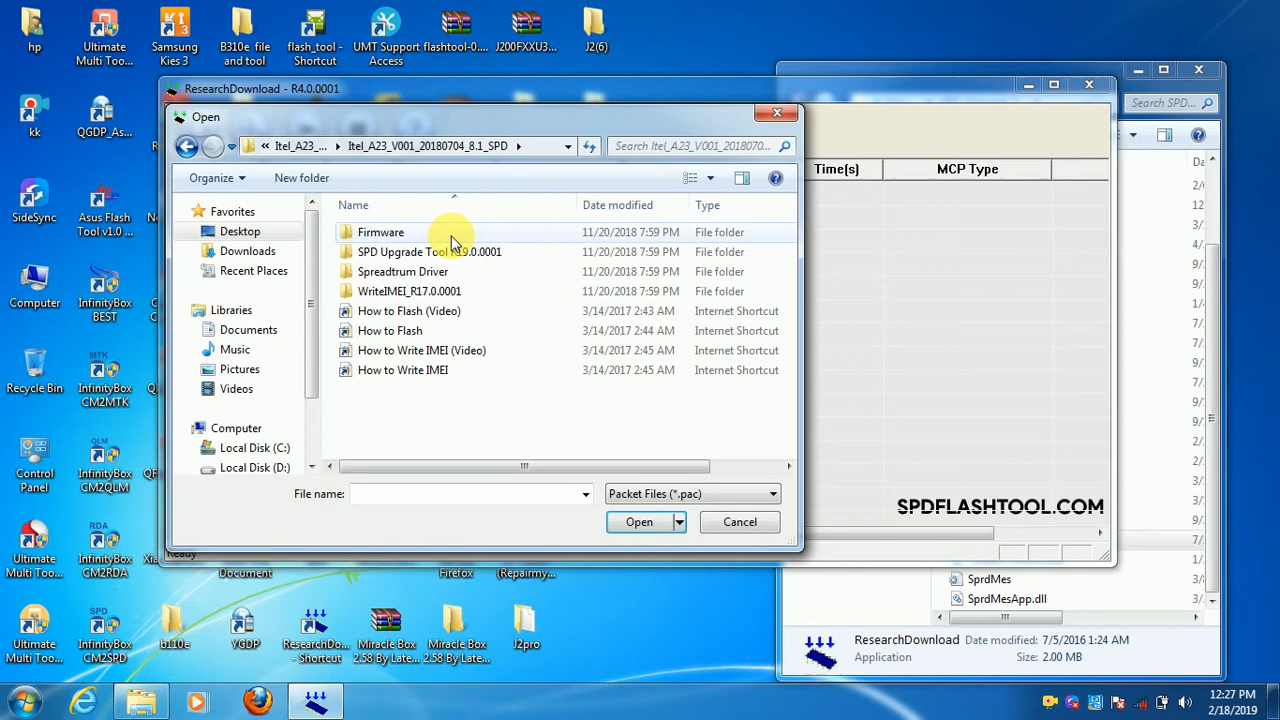 hp
Ultimate
Multi Too...
Samsung
Kies 3
B310e file
and tool
flash_tool -
Shortcut
UMT Support
Access
flashtool-0....
J200FXXU3...
J2(6)
kk
QGDP_As...
SideSync
Asus Flash
Tool v1.0 ...
Computer
InfinityBox
BEST
Recycle Bin
InfinityBox
CM2MTK
Control
Panel
InfinityBox
CM2QLM
Ultimate
Multi Too...
InfinityBox
CM2RDA
Document
Firefox
(Repairmy...
Ultimate
Multi Too...
InfinityBox
CM2SPD
b110e
YGDP
ResearchDo...
- Shortcut
Miracle Box
2.58 By Late...
Miracle Box
2.58 By Late...
J2pro
ResearchDownload - R4.0.0001
Open
« Itel_A23_... Itel_A23_V001_20180704_8.1_SPD
Search Itel_A23_V001_2018070...
Organize
New folder
Favorites
Desktop
Downloads
Recent Places
Libraries
Documents
Music
Pictures
Videos
Computer
Local Disk (C:)
Local Disk (D:)
Name Date modified Type
Firmware 11/20/2018 7:59 PM File folder
SPD Upgrade Tool R19.0.0001 11/20/2018 7:59 PM File folder
Spreadtrum Driver 11/20/2018 7:59 PM File folder
WriteIMEI_R17.0.0001 11/20/2018 7:59 PM File folder
How to Flash (Video) 3/14/2017 2:43 AM Internet Shortcut
How to Flash 3/14/2017 2:44 AM Internet Shortcut
How to Write IMEI (Video) 3/14/2017 2:45 AM Internet Shortcut
How to Write IMEI 3/14/2017 2:45 AM Internet Shortcut
File name:
Packet Files (*.pac)
Open
Cancel
Ready
Time(s) MCP Type
SPDFLASHTOOL.COM
Search SPD...
SprdMes
SprdMesApp.dll
ResearchDownload Date modified: 7/5/2016 1:24 AM
Application Size: 2.00 MB
12:27 PM
2/18/2019